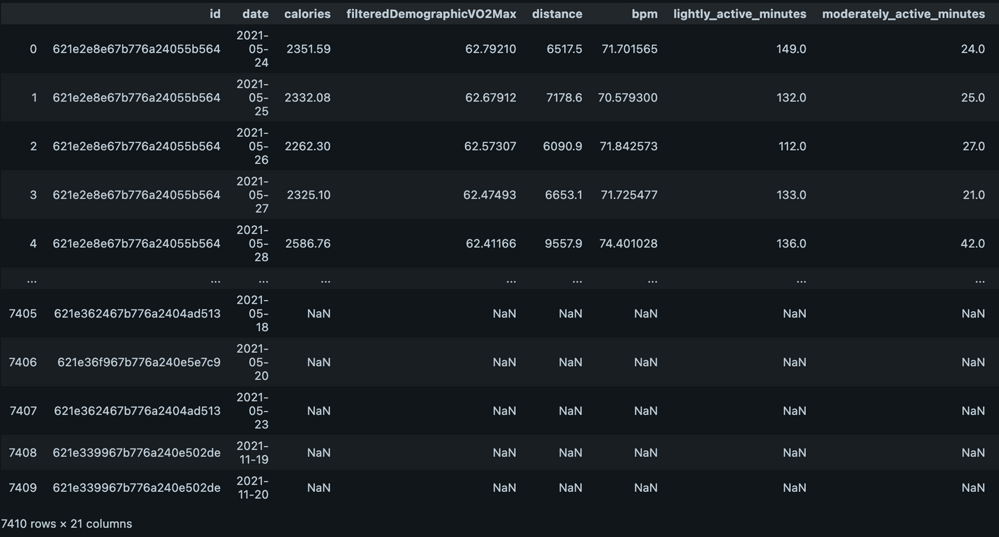 id date calories filteredDemographicVO2Max distance bpm lightly_active_minutes moderately_active_minutes
0 621e2e8e67b776a24055b564 2021-05-24 2351.59 62.79210 6517.5 71.701565 149.0 24.0
1 621e2e8e67b776a24055b564 2021-05-25 2332.08 62.67912 7178.6 70.579300 132.0 25.0
2 621e2e8e67b776a24055b564 2021-05-26 2262.30 62.57307 6090.9 71.842573 112.0 27.0
3 621e2e8e67b776a24055b564 2021-05-27 2325.10 62.47493 6653.1 71.725477 133.0 21.0
4 621e2e8e67b776a24055b564 2021-05-28 2586.76 62.41166 9557.9 74.401028 136.0 42.0
... ... ... ... ... ... ... ... ...
7405 621e362467b776a2404ad513 2021-05-18 NaN NaN NaN NaN NaN NaN
7406 621e36f967b776a240e5e7c9 2021-05-20 NaN NaN NaN NaN NaN NaN
7407 621e362467b776a2404ad513 2021-05-23 NaN NaN NaN NaN NaN NaN
7408 621e339967b776a240e502de 2021-11-19 NaN NaN NaN NaN NaN NaN
7409 621e339967b776a240e502de 2021-11-20 NaN NaN NaN NaN NaN NaN
7410 rows × 21 columns